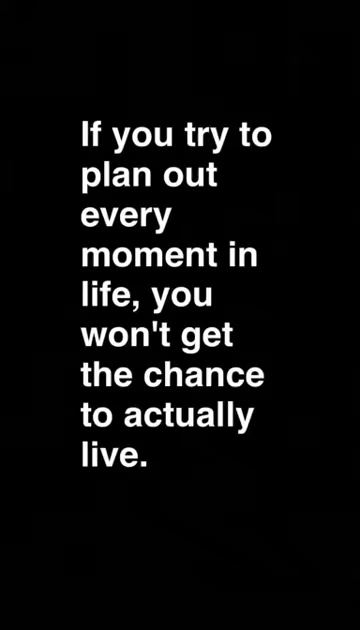 If you try to
plan out
every
moment in
life, you
won't get
the chance
to actually
live.